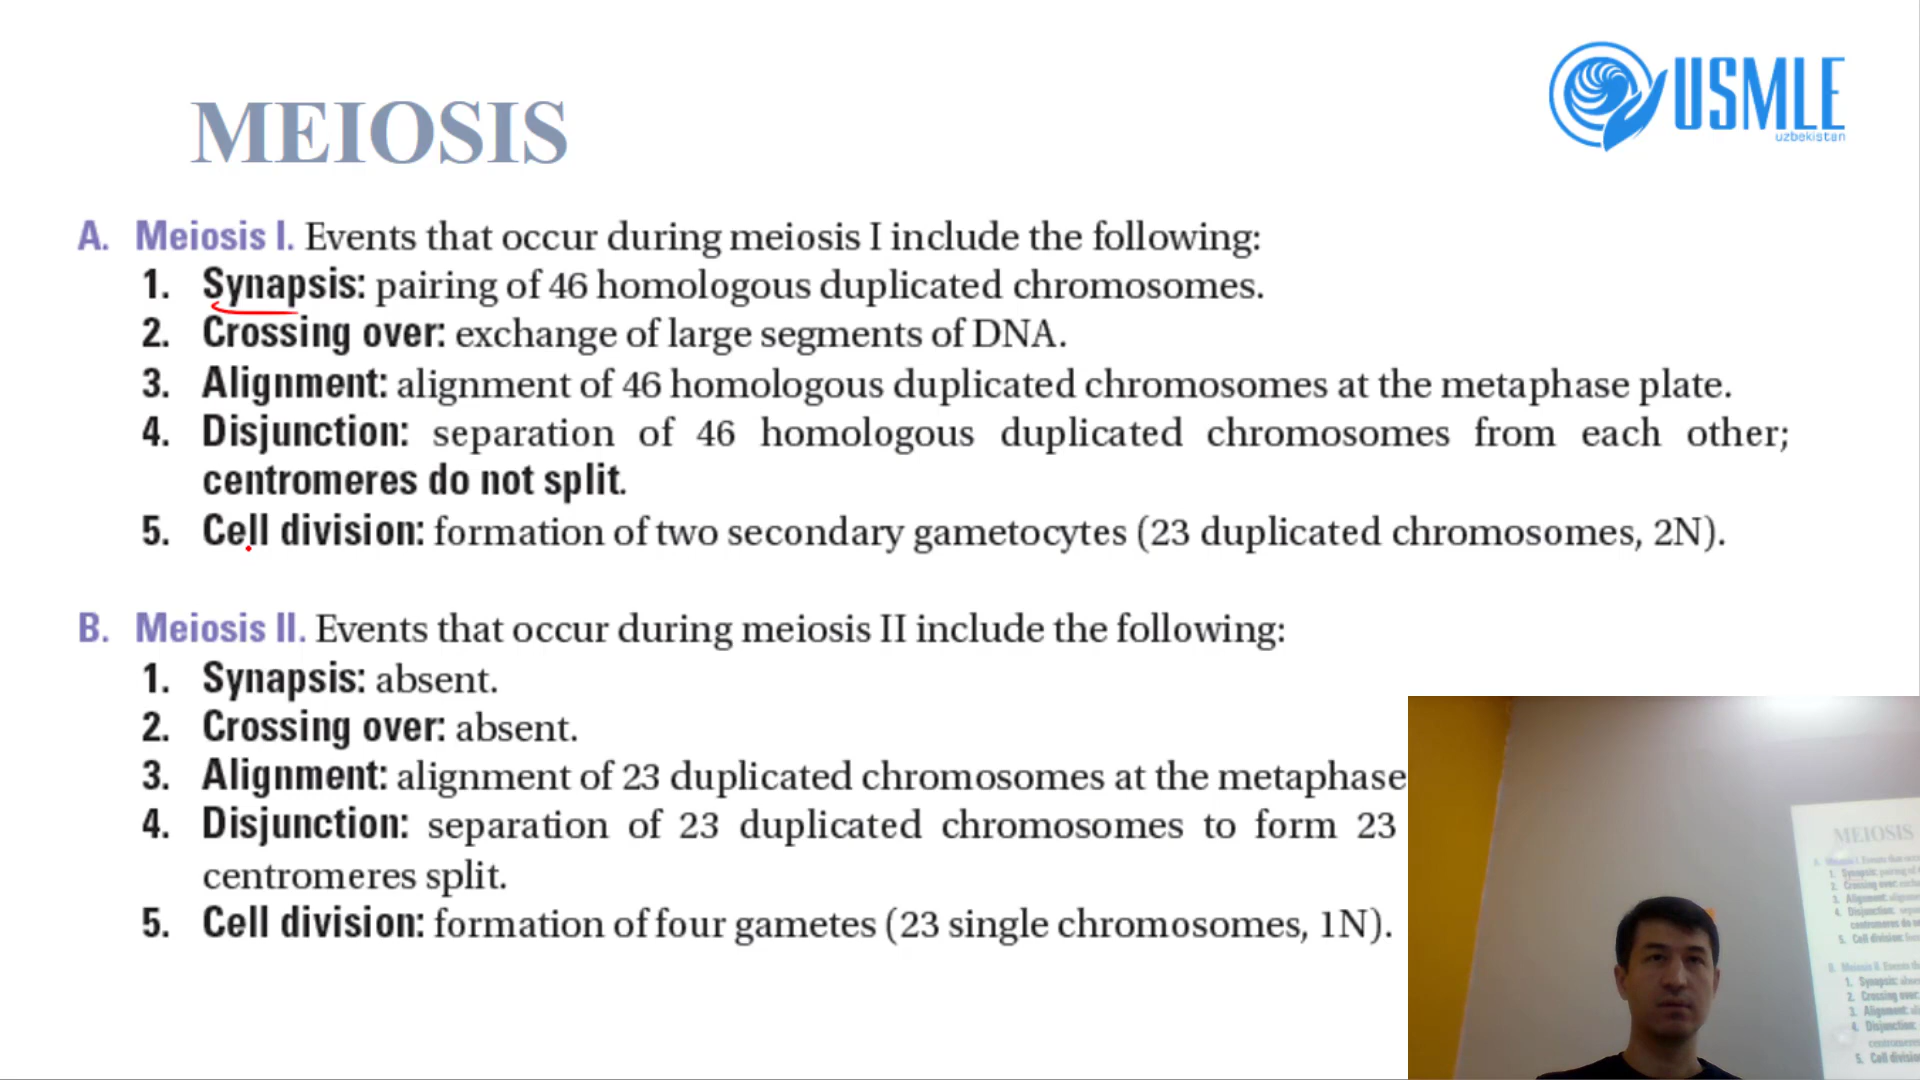 MEIOSIS
USMLE
uzbekistan
A. Meiosis I. Events that occur during meiosis I include the following:
1. Synapsis: pairing of 46 homologous duplicated chromosomes.
2. Crossing over: exchange of large segments of DNA.
3. Alignment: alignment of 46 homologous duplicated chromosomes at the metaphase plate.
4. Disjunction: separation of 46 homologous duplicated chromosomes from each other;
centromeres do not split.
5. Cell division: formation of two secondary gametocytes (23 duplicated chromosomes, 2N).
B. Meiosis II. Events that occur during meiosis II include the following:
1. Synapsis: absent.
2. Crossing over: absent.
3. Alignment: alignment of 23 duplicated chromosomes at the metaphase
4. Disjunction: separation of 23 duplicated chromosomes to form 23
centromeres split.
5. Cell division: formation of four gametes (23 single chromosomes, 1N).
MEIOSIS